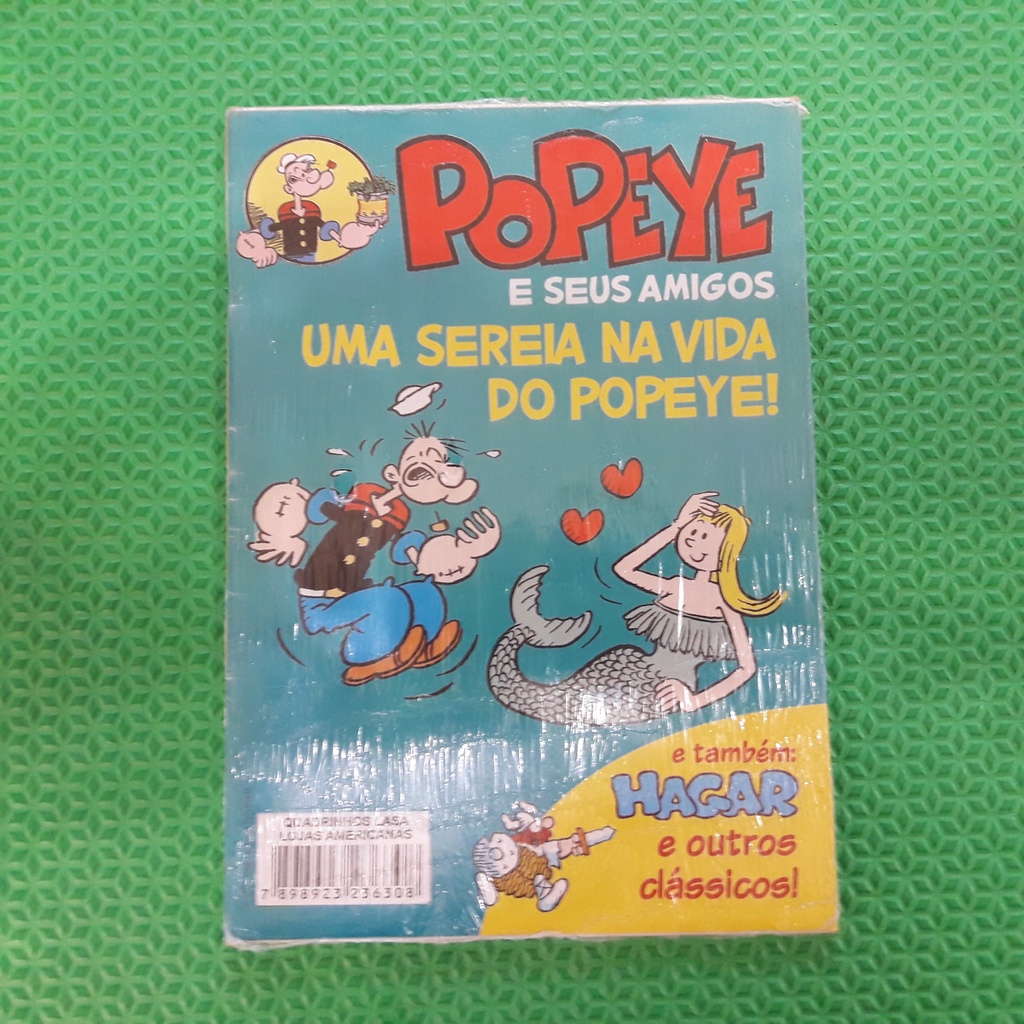 POPEYE
E SEUS AMIGOS
UMA SEREIA NA VIDA
DO POPEYE!
e também:
HAGAR
e outros
clássicos!
QUADRINHOS LASA
LOJAS AMERICANAS
7 898923 236308